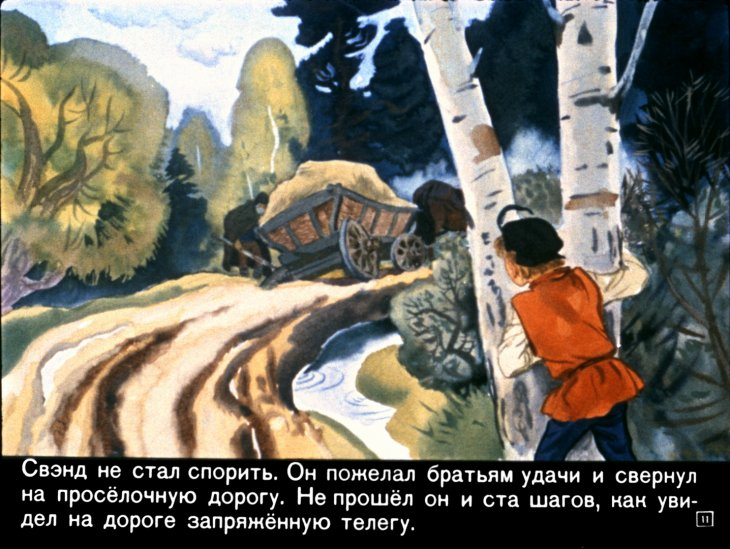 Свэнд не стал спорить. Он пожелал братьям удачи и свернул
на просёлочную дорогу. Не прошёл он и ста шагов, как уви-
дел на дороге запряжённую телегу.
11